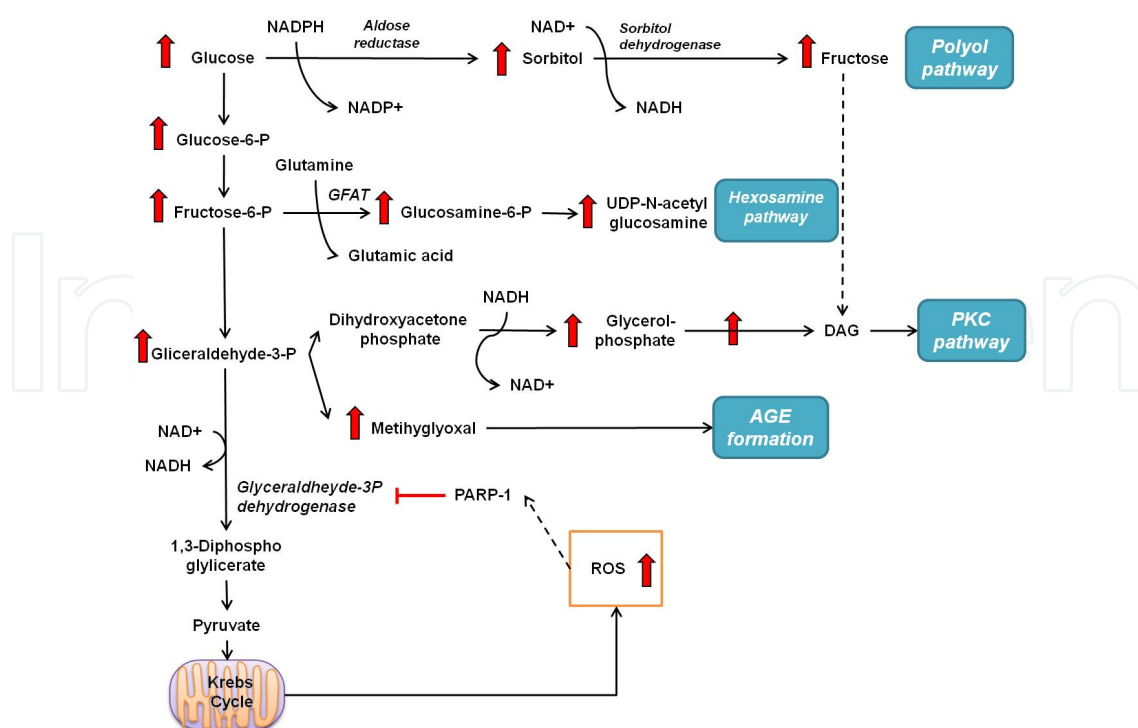 NADPH
Aldose
reductase
NAD+
Sorbitol
dehydrogenase
Glucose
Sorbitol
Fructose
Polyol
pathway
NADP+
NADH
Glucose-6-P
Glutamine
GFAT
Fructose-6-P
Glucosamine-6-P
UDP-N-acetyl
glucosamine
Hexosamine
pathway
Glutamic acid
NADH
Dihydroxyacetone
phosphate
Glycerol-
phosphate
DAG
PKC
pathway
Gliceraldehyde-3-P
NAD+
Methiyglyoxal
AGE
formation
NAD+
NADH
Glyceraldheyde-3P
dehydrogenase
PARP-1
1,3-Diphospho
glylicerate
ROS
Pyruvate
Krebs
Cycle